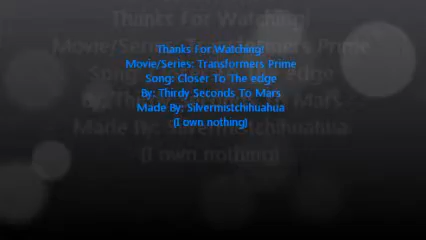 Thanks For Watching!
Movie/Series: Transformers Prime
Song: Closer To The edge
By: Thirdy Seconds To Mars
Made By: Silvermistchihuahua
(I own nothing)